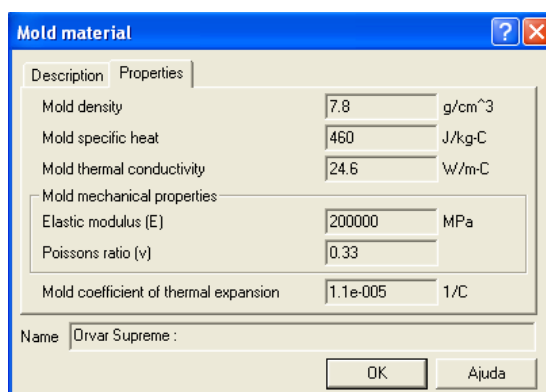 Mold material
Description Properties
Mold density 7.8 g/cm^3
Mold specific heat 460 J/kg-C
Mold thermal conductivity 24.6 W/m-C
Mold mechanical properties
Elastic modulus (E) 200000 MPa
Poissons ratio (v) 0.33
Mold coefficient of thermal expansion 1.1e-005 1/C
Name Orvar Supreme :
OK Ajuda